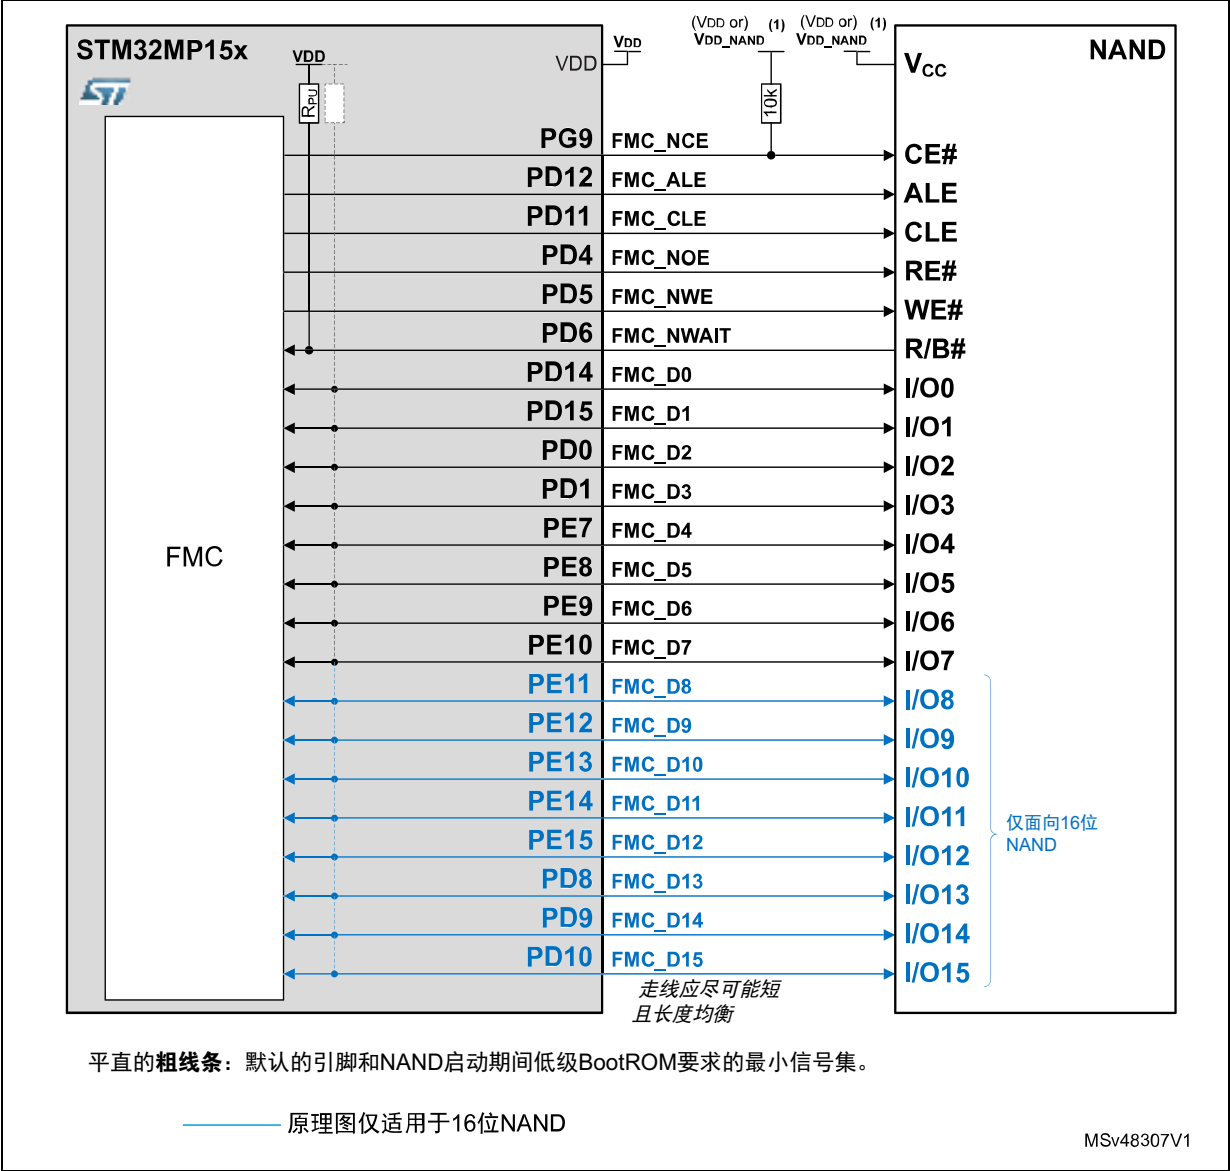 STM32MP15x
ST
VDD
RPU
VDD
VDD
(VDD or) (1)
VDD_NAND
(VDD or) (1)
VDD_NAND
10k
VCC
NAND
FMC
PG9 FMC_NCE CE#
PD12 FMC_ALE ALE
PD11 FMC_CLE CLE
PD4 FMC_NOE RE#
PD5 FMC_NWE WE#
PD6 FMC_NWAIT R/B#
PD14 FMC_D0 I/O0
PD15 FMC_D1 I/O1
PD0 FMC_D2 I/O2
PD1 FMC_D3 I/O3
PE7 FMC_D4 I/O4
PE8 FMC_D5 I/O5
PE9 FMC_D6 I/O6
PE10 FMC_D7 I/O7
PE11 FMC_D8 I/O8
PE12 FMC_D9 I/O9
PE13 FMC_D10 I/O10
PE14 FMC_D11 I/O11
PE15 FMC_D12 I/O12
PD8 FMC_D13 I/O13
PD9 FMC_D14 I/O14
PD10 FMC_D15 I/O15
仅面向16位
NAND
走线应尽可能短
且长度均衡
平直的粗线条：默认的引脚和NAND启动期间低级BootROM要求的最小信号集。
原理图仅适用于16位NAND
MSv48307V1